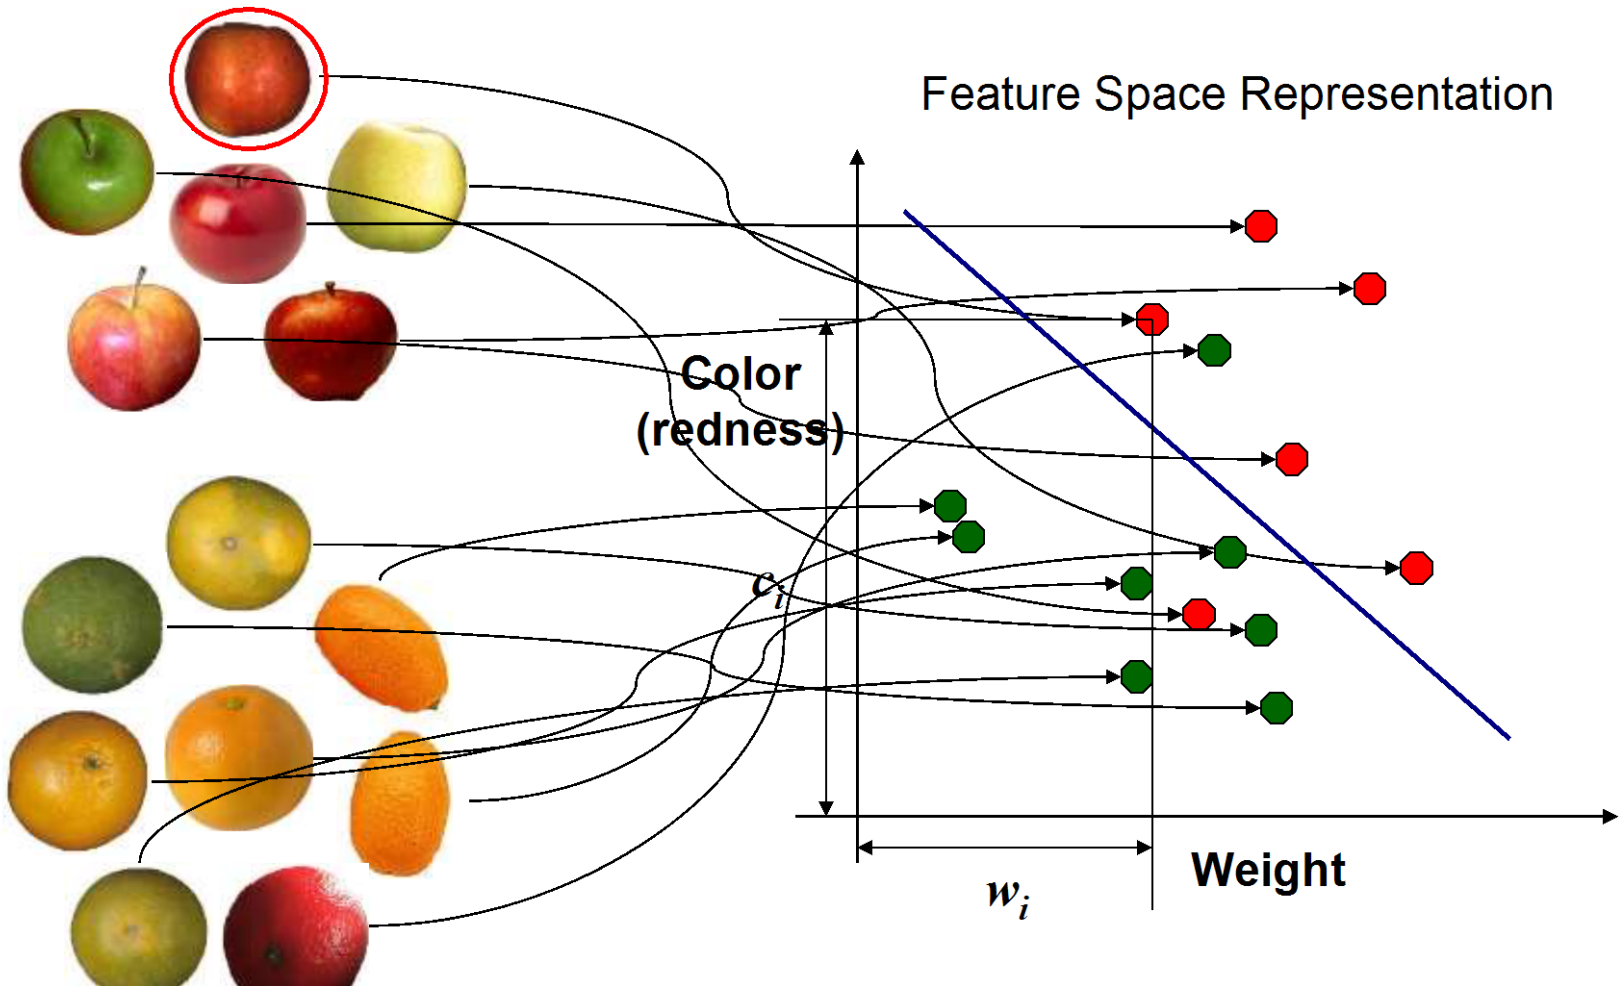 Feature Space Representation
Color
(redness)
c_i
Weight
w_i